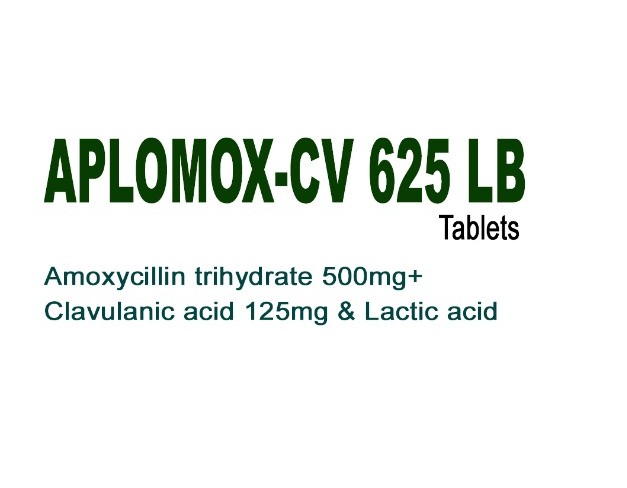 APLOMOX-CV 625 LB
Tablets
Amoxycillin trihydrate 500mg+
Clavulanic acid 125mg & Lactic acid